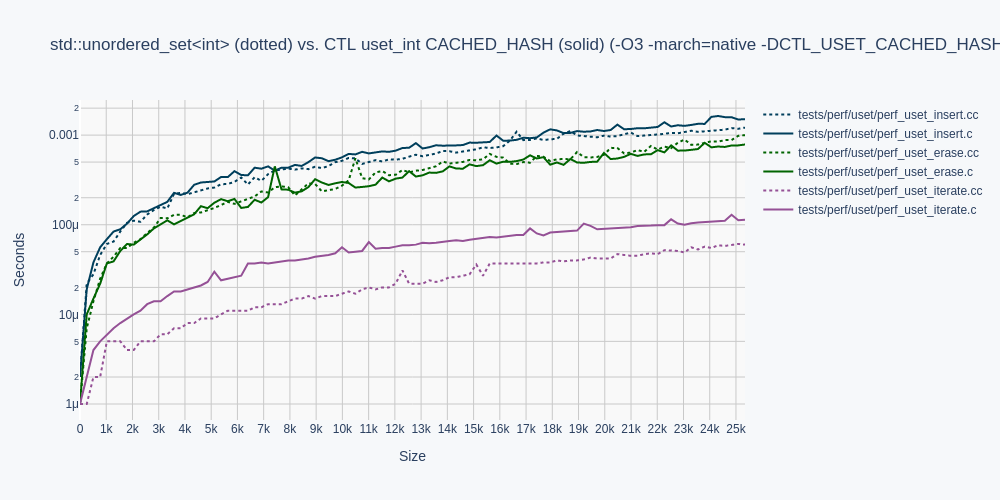 std::unordered_set<int> (dotted) vs. CTL uset_int CACHED_HASH (solid) (-O3 -march=native -DCTL_USET_CACHED_HASH
2
0.001
5
2
100μ
5
2
10μ
5
2
1μ
Seconds
0 1k 2k 3k 4k 5k 6k 7k 8k 9k 10k 11k 12k 13k 14k 15k 16k 17k 18k 19k 20k 21k 22k 23k 24k 25k
Size
tests/perf/uset/perf_uset_insert.cc
tests/perf/uset/perf_uset_insert.c
tests/perf/uset/perf_uset_erase.cc
tests/perf/uset/perf_uset_erase.c
tests/perf/uset/perf_uset_iterate.cc
tests/perf/uset/perf_uset_iterate.c